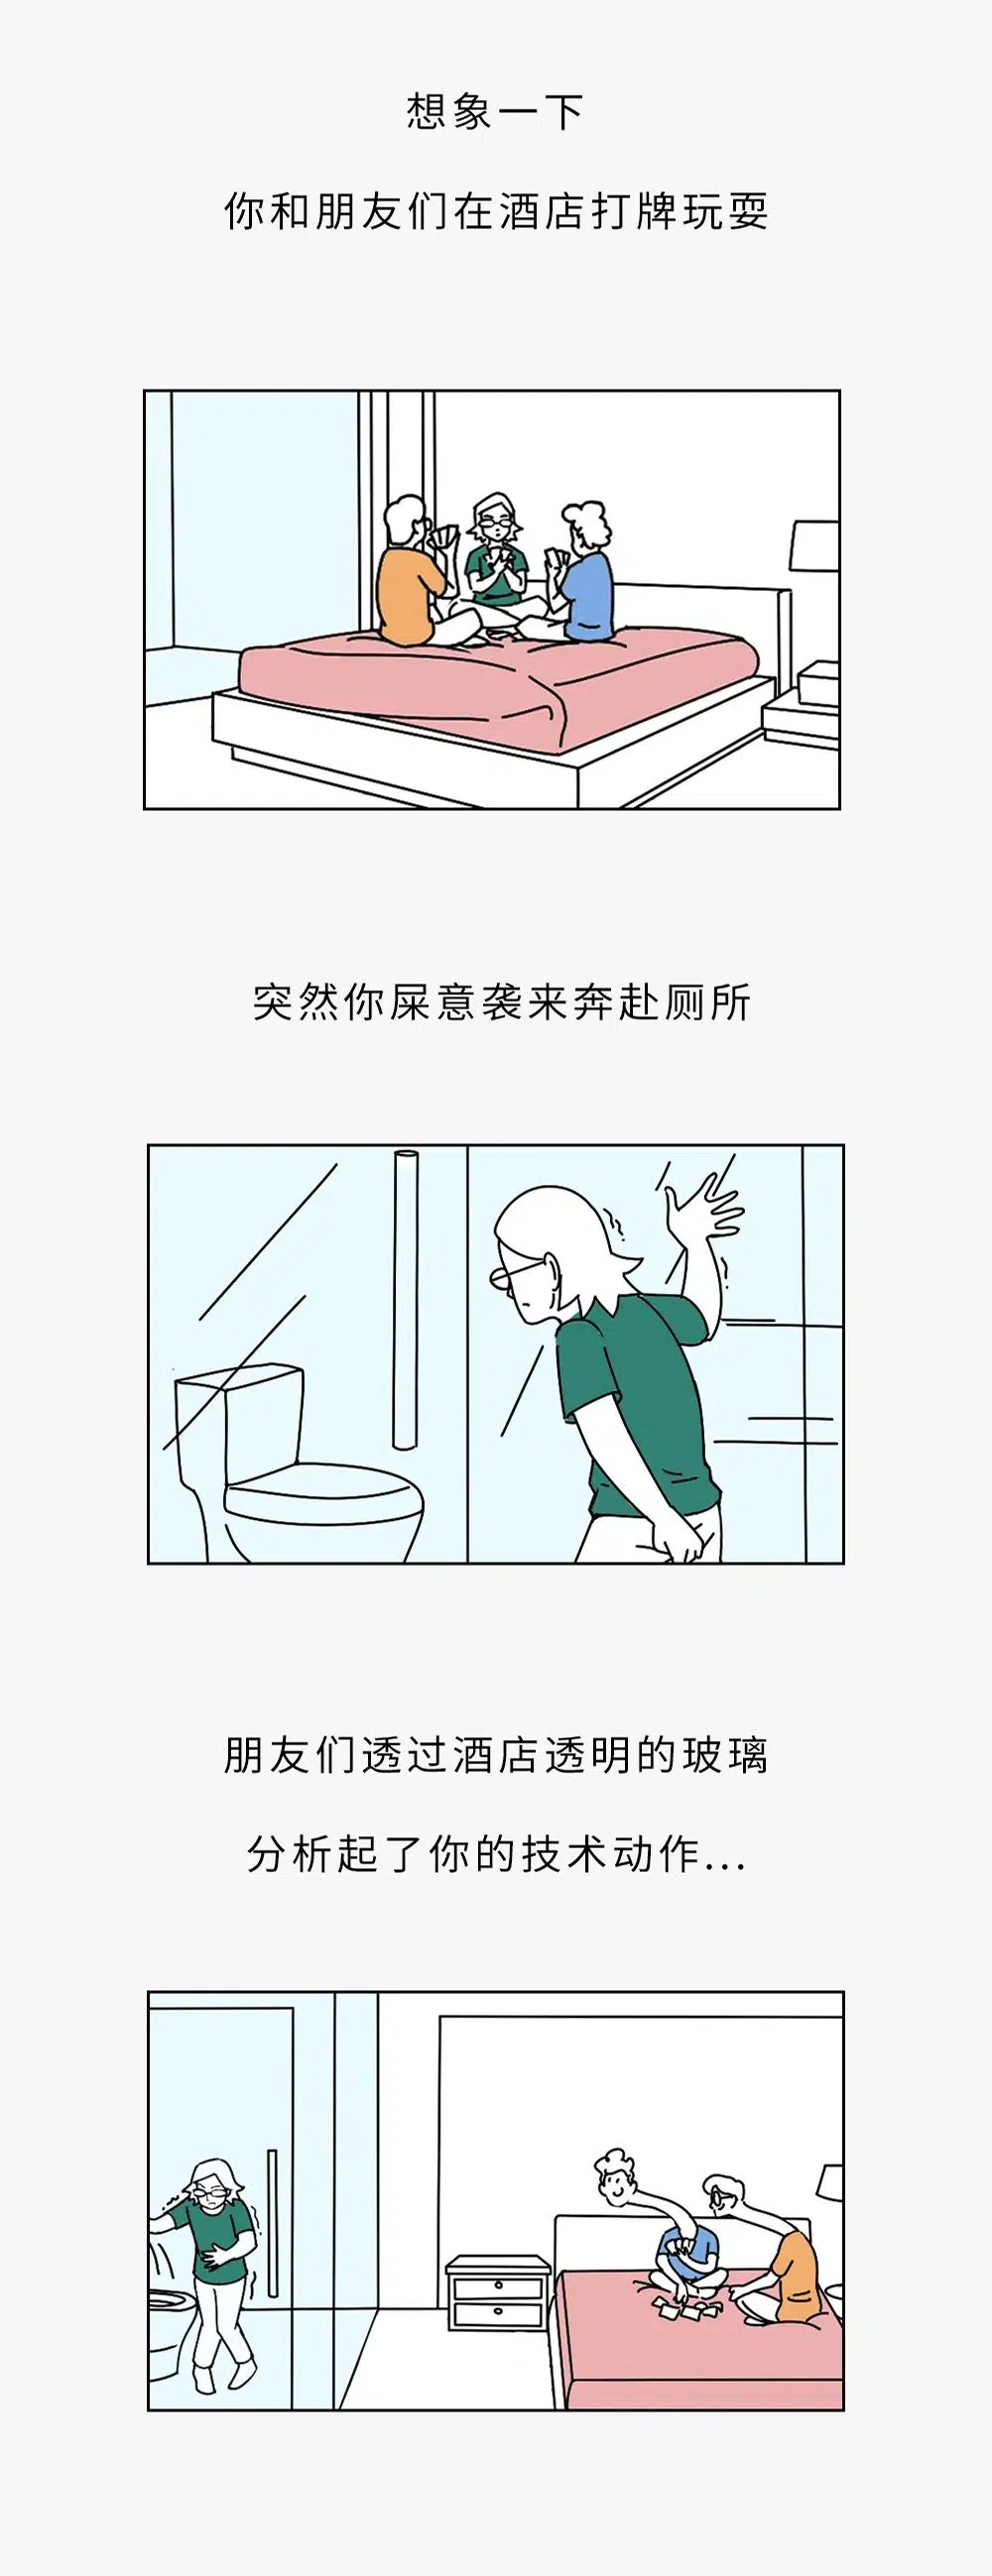 想象一下
你和朋友们在酒店打牌玩耍
突然你屎意袭来奔赴厕所
朋友们透过酒店透明的玻璃
分析起了你的技术动作...